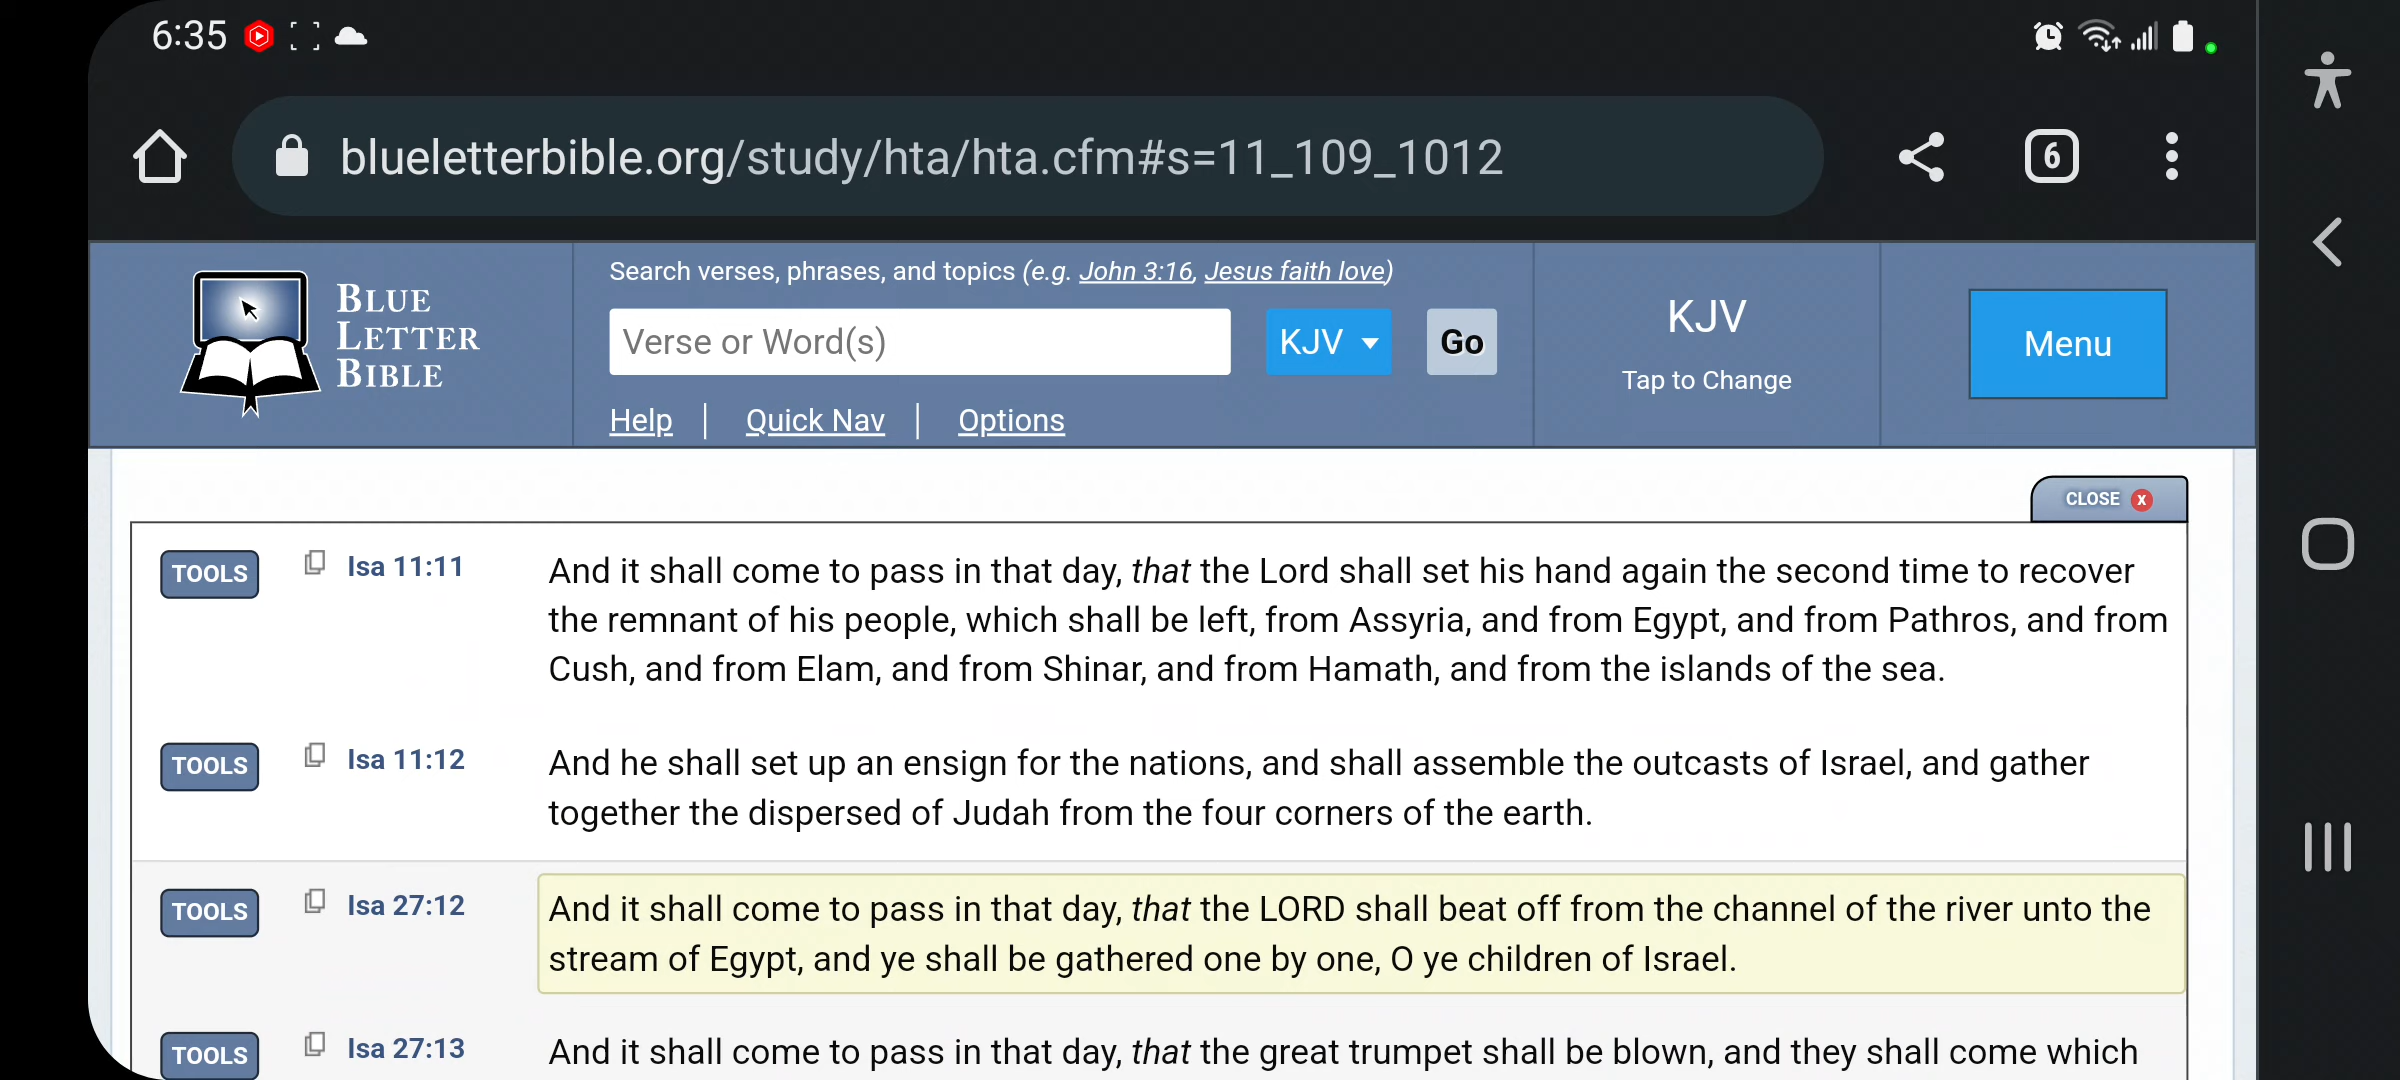 6:35
blueletterbible.org/study/hta/hta.cfm#s=11_109_1012
6
BLUE
LETTER
BIBLE
Search verses, phrases, and topics (e.g. John 3:16, Jesus faith love)
Verse or Word(s)
KJV
Go
Help | Quick Nav | Options
KJV
Tap to Change
Menu
CLOSE X
TOOLS Isa 11:11 And it shall come to pass in that day, that the Lord shall set his hand again the second time to recover
the remnant of his people, which shall be left, from Assyria, and from Egypt, and from Pathros, and from
Cush, and from Elam, and from Shinar, and from Hamath, and from the islands of the sea.
TOOLS Isa 11:12 And he shall set up an ensign for the nations, and shall assemble the outcasts of Israel, and gather
together the dispersed of Judah from the four corners of the earth.
TOOLS Isa 27:12 And it shall come to pass in that day, that the LORD shall beat off from the channel of the river unto the
stream of Egypt, and ye shall be gathered one by one, O ye children of Israel.
TOOLS Isa 27:13 And it shall come to pass in that day, that the great trumpet shall be blown, and they shall come which